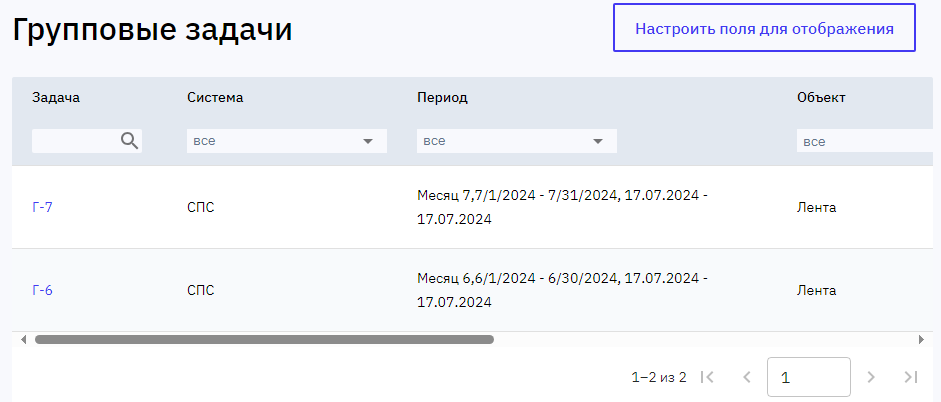 Групповые задачи
Настроить поля для отображения
Задача Система Период Объект
все все все
Г-7 СПС Месяц 7,7/1/2024 - 7/31/2024, 17.07.2024 - Лента
17.07.2024
Г-6 СПС Месяц 6,6/1/2024 - 6/30/2024, 17.07.2024 - Лента
17.07.2024
1–2 из 2 1